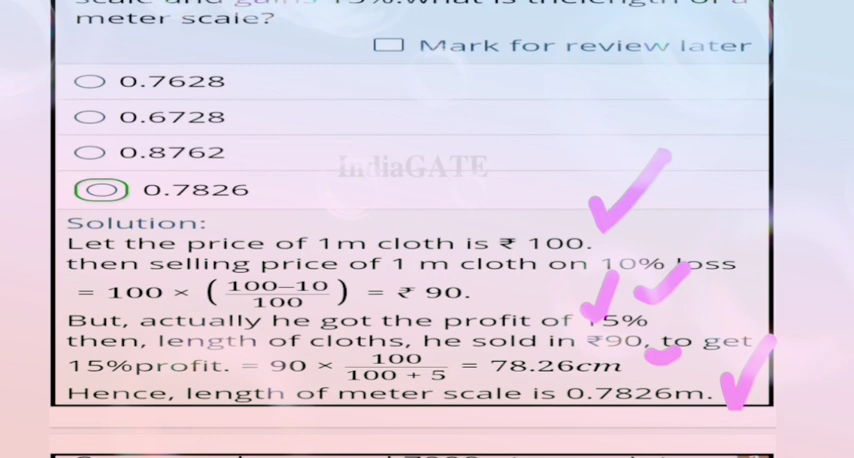 meter scale?
Mark for review later
0.7628
0.6728
0.8762
IndiaGATE
0.7826
Solution:
Let the price of 1m cloth is ₹ 100.
then selling price of 1 m cloth on 10% loss
= 100 × ( 100−10 / 100 ) = ₹ 90.
But, actually he got the profit of 15%
then, length of cloths, he sold in ₹90, to get
15%profit. = 90 × 100 / 100 + 5 = 78.26cm
Hence, length of meter scale is 0.7826m.